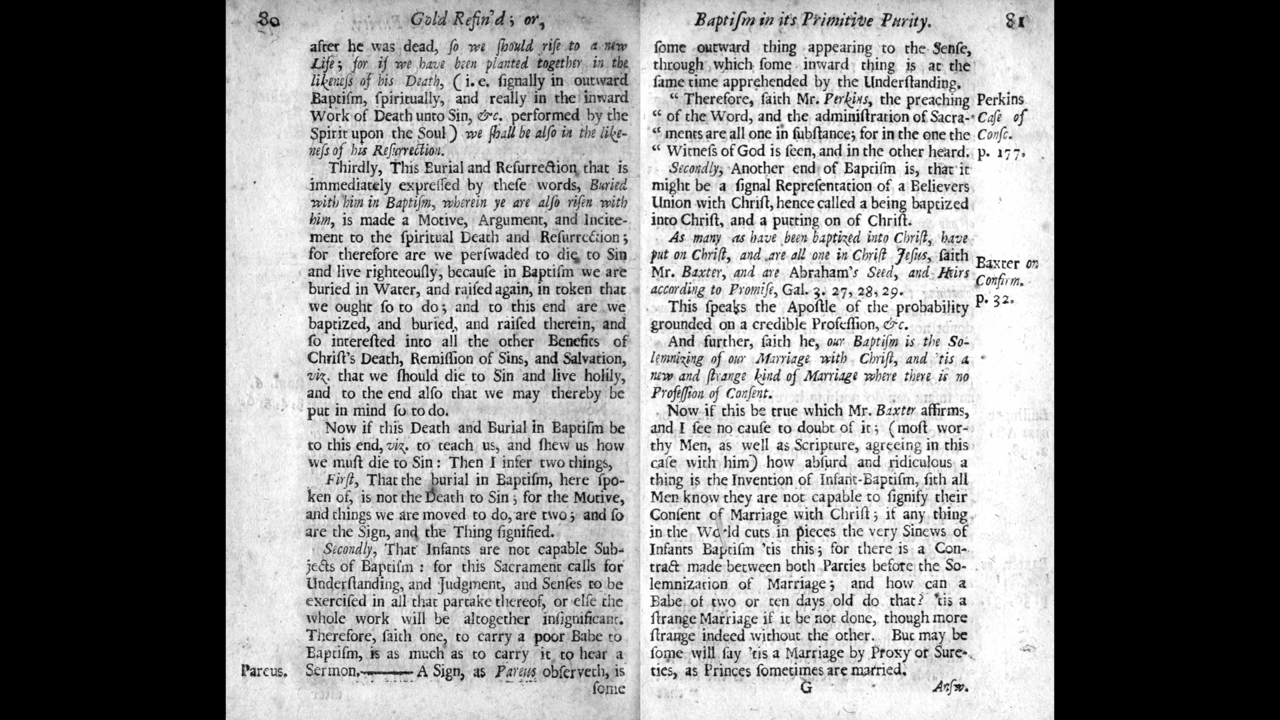 80 Gold Refin'd; or,
after he was dead, ſo we ſhould riſe to a new
Life; for if we have been planted together in the
likeneſs of his Death, (i. e. ſignally in outward
Baptiſm, ſpiritually, and really in the inward
Work of Death unto Sin, &c. performed by the
Spirit upon the Soul) we ſhall be alſo in the like-
neſs of his Reſurrection.
Thirdly, This Burial and Reſurrection that is
immediately expreſſed by theſe words, Buried
with him in Baptiſm, wherein ye are alſo riſen with
him, is made a Motive, Argument, and Incite-
ment to the ſpiritual Death and Reſurrection;
for therefore are we perſwaded to die to Sin
and live righteouſly, becauſe in Baptiſm we are
buried in Water, and raiſed again, in token that
we ought ſo to do; and to this end are we
baptized, and buried, and raiſed therein, and
ſo intereſted into all the other Benefits of
Chriſt's Death, Remiſſion of Sins, and Salvation,
viz. that we ſhould die to Sin and live holily,
and to the end alſo that we may thereby be
put in mind ſo to do.
Now if this Death and Burial in Baptiſm be
to this end, viz. to teach us, and ſhew us how
we muſt die to Sin: Then I infer two things,
Firſt, That the burial in Baptiſm, here ſpo-
ken of, is not the Death to Sin; for the Motive,
and things we are moved to do, are two; and ſo
are the Sign, and the Thing ſignified.
Secondly, That Infants are not capable Sub-
jects of Baptiſm: for this Sacrament calls for
Underſtanding, and Judgment, and Senſes to be
exerciſed in all that partake thereof, or elſe the
whole work will be altogether inſignificant.
Therefore, ſaith one, to carry a poor Babe to
Baptiſm, is as much as to carry it to hear a
Pareus. Sermon.——— A Sign, as Pareus obſerveth, is
ſome
Baptiſm in it's Primitive Purity. 81
ſome outward thing appearing to the Senſe,
through which ſome inward thing is at the
ſame time apprehended by the Underſtanding.
“ Therefore, ſaith Mr. Perkins, the preaching Perkins
“ of the Word, and the adminiſtration of Sacra- Caſe of
“ ments are all one in ſubſtance; for in the one the Conſc.
“ Witneſs of God is ſeen, and in the other heard. p. 177.
Secondly, Another end of Baptiſm is, that it
might be a ſignal Repreſentation of a Believers
Union with Chriſt, hence called a being baptized
into Chriſt, and a putting on of Chriſt.
As many as have been baptized into Chriſt, have
put on Chriſt, and are all one in Chriſt Jeſus, ſaith
Mr. Baxter, and are Abraham's Seed, and Heirs
according to Promiſe, Gal. 3. 27, 28, 29.
Baxter on
Confirm.
p. 32.
This ſpeaks the Apoſtle of the probability
grounded on a credible Profeſſion, &c.
And further, ſaith he, our Baptiſm is the So-
lemnizing of our Marriage with Chriſt, and 'tis a
new and ſtrange kind of Marriage where there is no
Profeſſion of Conſent.
Now if this be true which Mr. Baxter affirms,
and I ſee no cauſe to doubt of it; (moſt wor-
thy Men, as well as Scripture, agreeing in this
caſe with him) how abſurd and ridiculous a
thing is the Invention of Infant-Baptiſm, ſith all
Men know they are not capable to ſignify their
Conſent of Marriage with Chriſt; if any thing
in the World cuts in pieces the very Sinews of
Infants Baptiſm 'tis this; for there is a Con-
tract made between both Parties before the So-
lemnization of Marriage; and how can a
Babe of two or ten days old do that? 'tis a
ſtrange Marriage if it be not done, though more
ſtrange indeed without the other. But may be
ſome will ſay 'tis a Marriage by Proxy or Sure-
ties, as Princes ſometimes are married.
G Anſw.